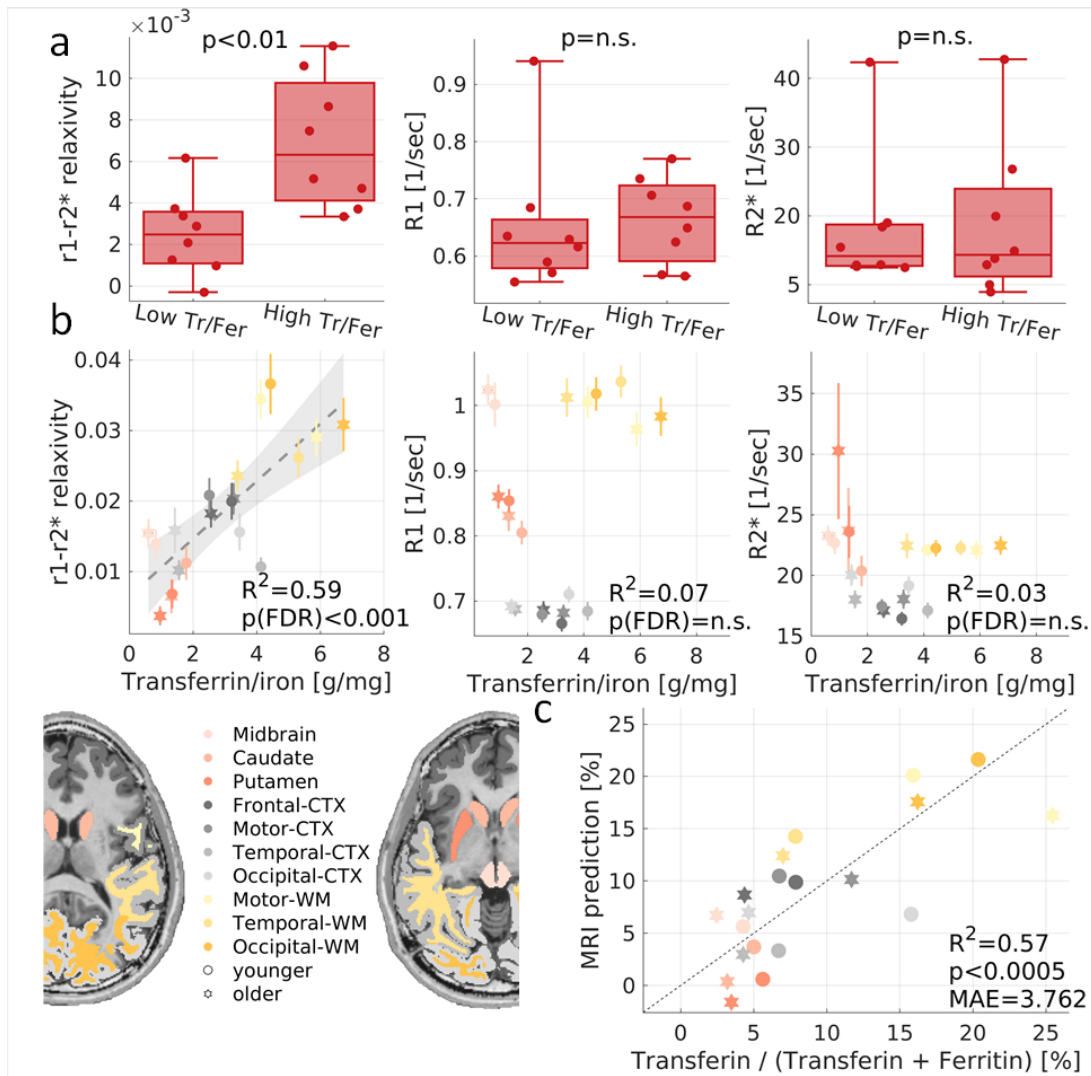 a
×10⁻³
p<0.01
r1-r2* relaxivity
10
8
6
4
2
0
Low Tr/Fer
High Tr/Fer
p=n.s.
R1 [1/sec]
0.9
0.8
0.7
0.6
Low Tr/Fer
High Tr/Fer
p=n.s.
R2* [1/sec]
40
20
5
Low Tr/Fer
High Tr/Fer
b
r1-r2* relaxivity
0.04
0.03
0.02
0.01
R²=0.59
p(FDR)<0.001
0
2
4
6
8
Transferrin/iron [g/mg]
R1 [1/sec]
1
0.9
0.8
0.7
R²=0.07
p(FDR)=n.s.
0
2
4
6
8
Transferrin/iron [g/mg]
R2* [1/sec]
35
30
25
20
15
R²=0.03
p(FDR)=n.s.
0
2
4
6
8
Transferrin/iron [g/mg]
Midbrain
Caudate
Putamen
Frontal-CTX
Motor-CTX
Temporal-CTX
Occipital-CTX
Motor-WM
Temporal-WM
Occipital-WM
younger
older
c
MRI prediction [%]
25
20
15
10
5
0
R²=0.57
p<0.0005
MAE=3.762
0
5
10
15
20
25
Transferin / (Transferin + Ferritin) [%]